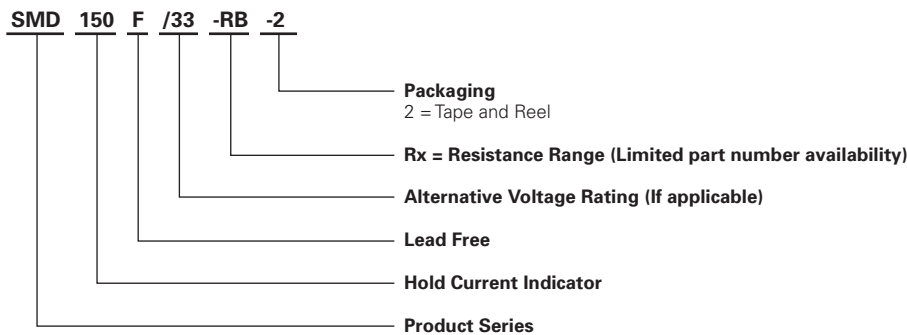 SMD 150 F /33 -RB -2
Packaging
2 = Tape and Reel
Rx = Resistance Range (Limited part number availability)
Alternative Voltage Rating (If applicable)
Lead Free
Hold Current Indicator
Product Series